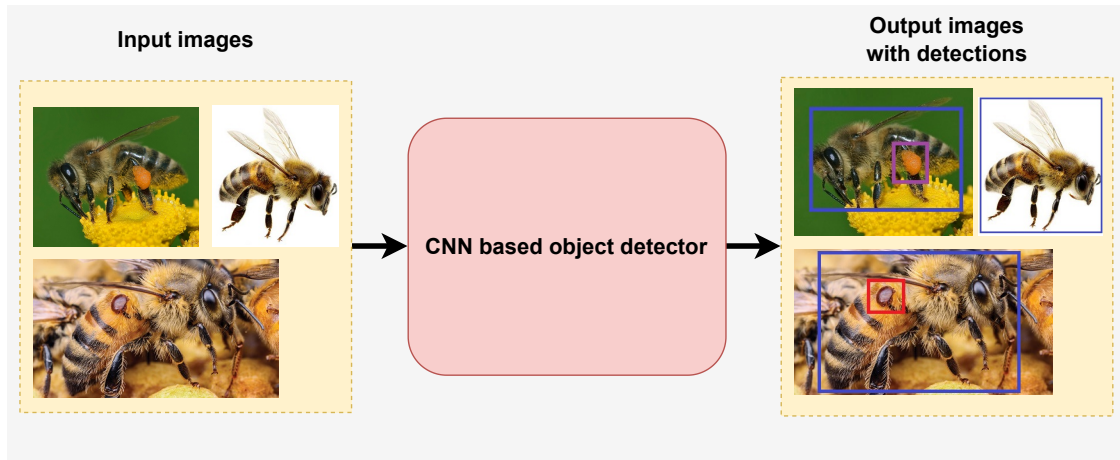 Input images
Output images
with detections
CNN based object detector